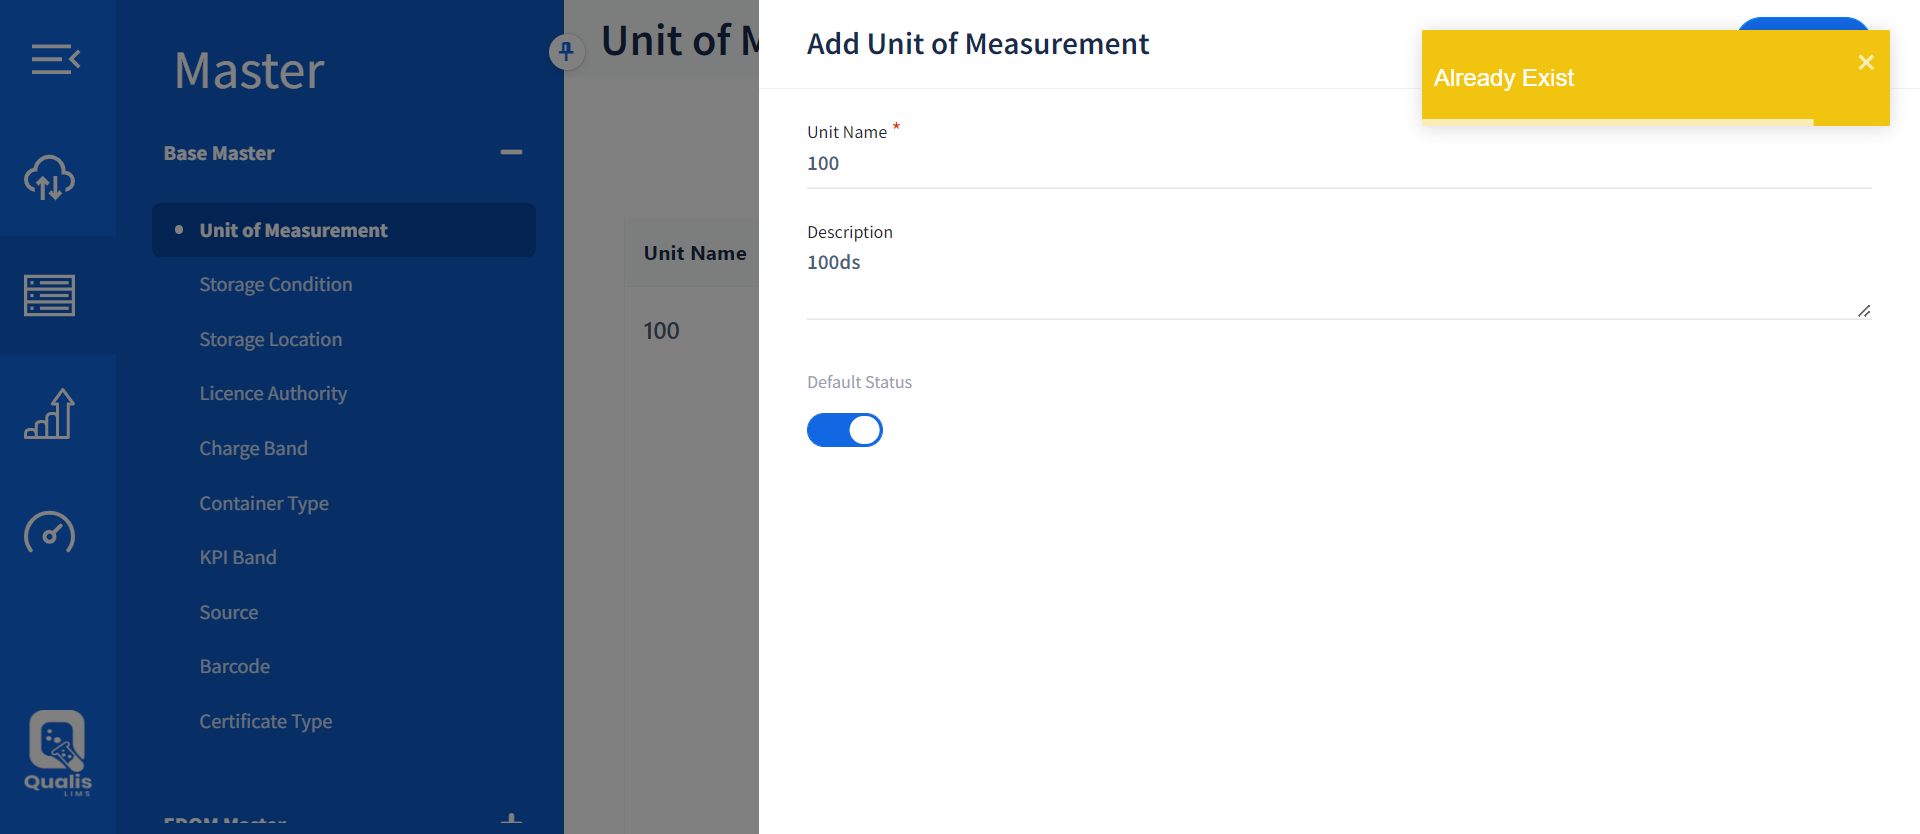 Master
Base Master
Unit of Measurement
Storage Condition
Storage Location
Licence Authority
Charge Band
Container Type
KPI Band
Source
Barcode
Certificate Type
Qualis
LIMS
Unit of
Unit Name
100
Add Unit of Measurement
Already Exist
Unit Name *
100
Description
100ds
Default Status